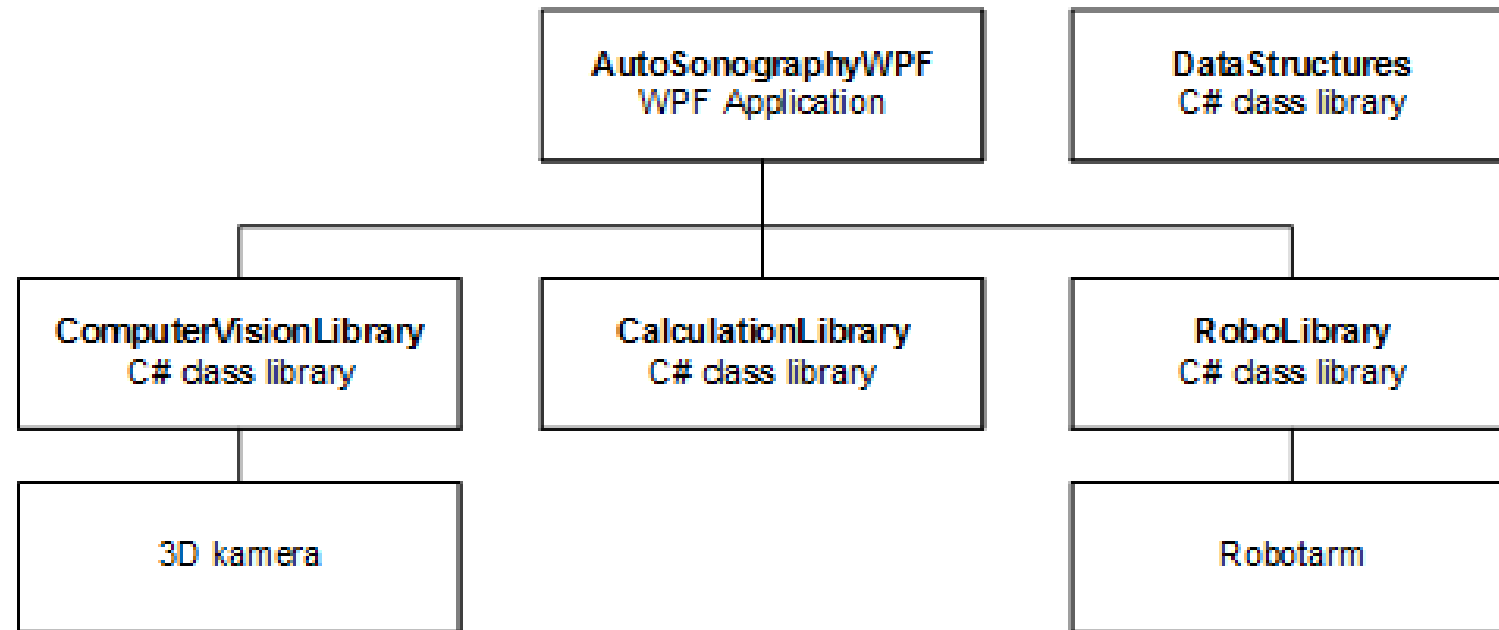 AutoSonographyWPF
WPF Application
DataStructures
C# class library
ComputerVisionLibrary
C# class library
CalculationLibrary
C# class library
RoboLibrary
C# class library
3D kamera
Robotarm